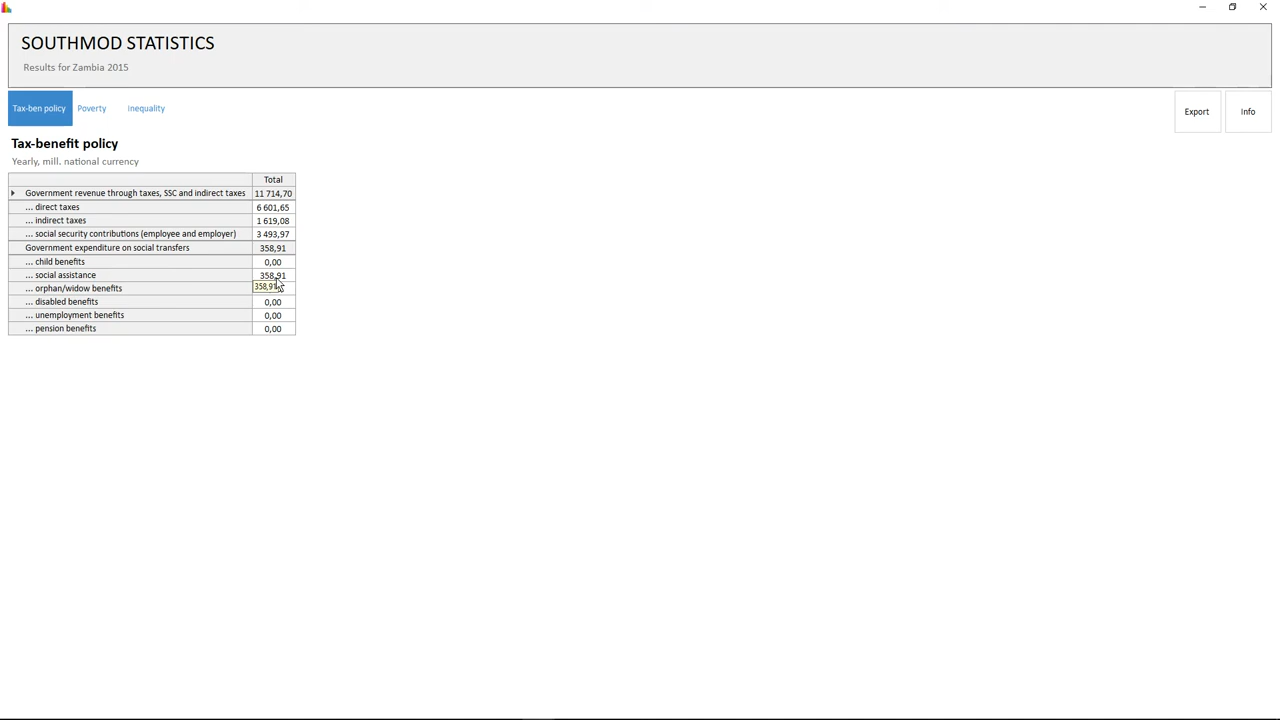 SOUTHMOD STATISTICS
Results for Zambia 2015
Tax-ben policy Poverty Inequality
Export Info
Tax-benefit policy
Yearly, mill. national currency
Total
Government revenue through taxes, SSC and indirect taxes 11 714,70
... direct taxes 6 601,65
... indirect taxes 1 619,08
... social security contributions (employee and employer) 3 493,97
Government expenditure on social transfers 358,91
... child benefits 0,00
... social assistance 358,91
... orphan/widow benefits 358,91
... disabled benefits 0,00
... unemployment benefits 0,00
... pension benefits 0,00